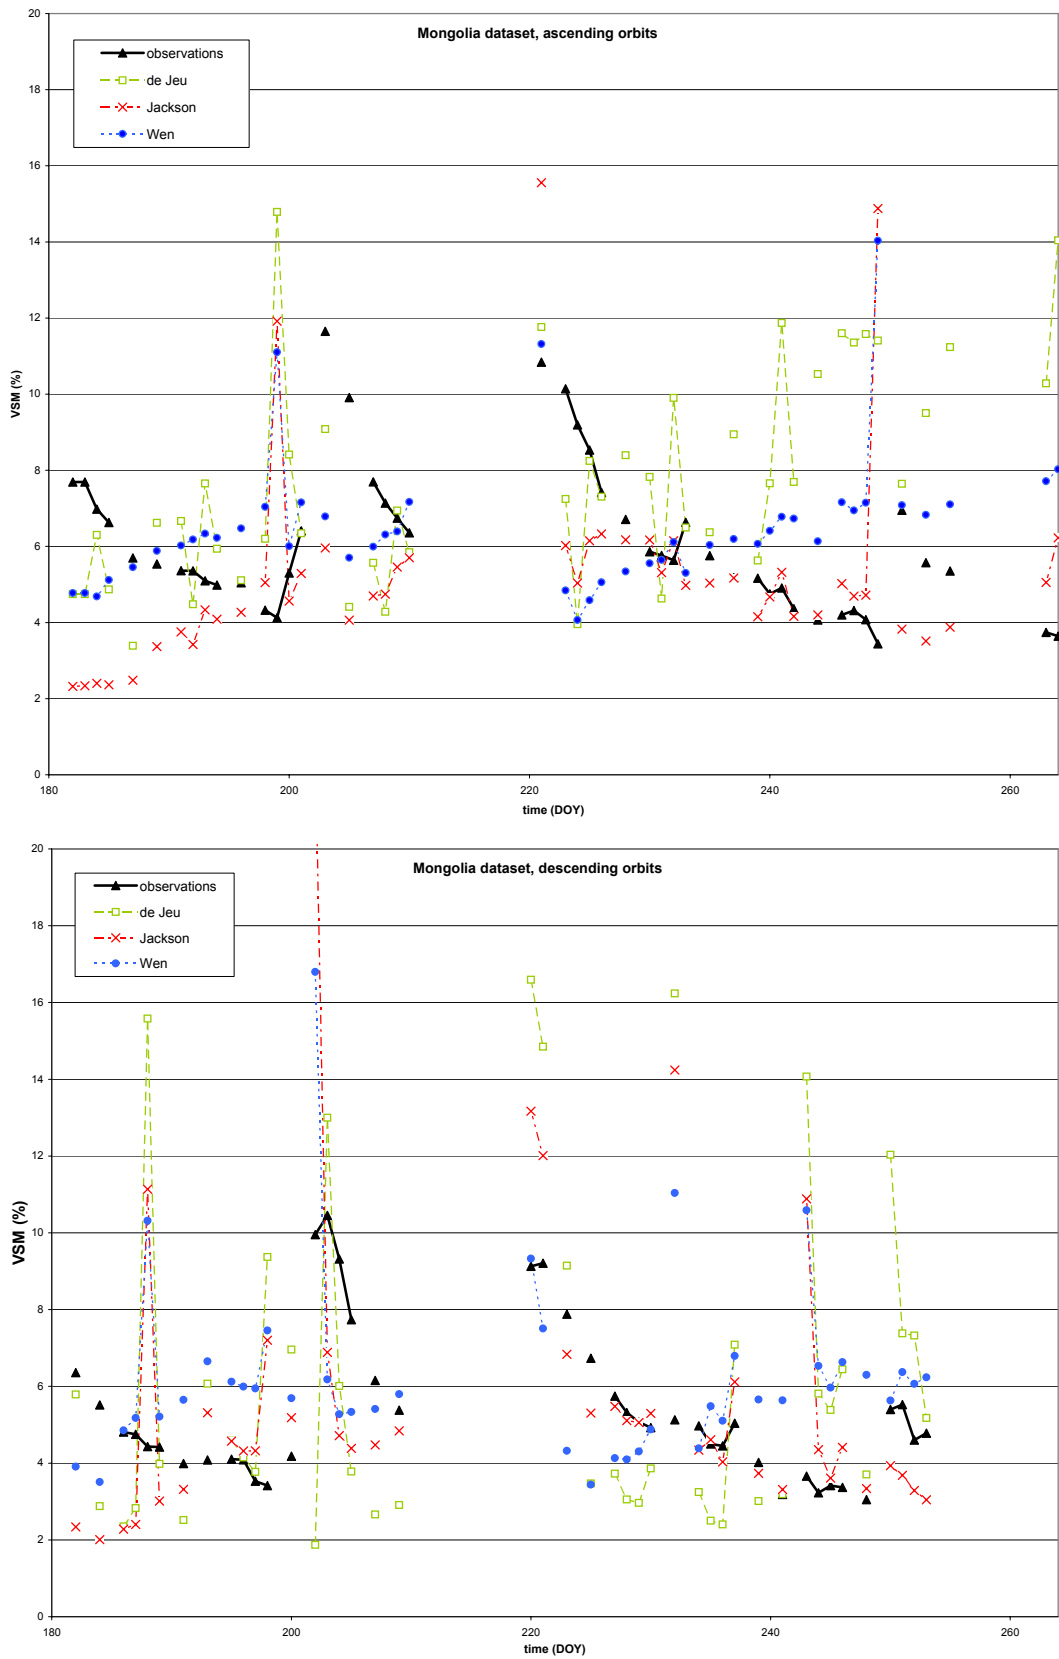 Mongolia dataset, ascending orbits
observations
de Jeu
Jackson
Wen
VSM (%)
20
18
16
14
12
10
8
6
4
2
0
180 200 220 240 260
time (DOY)
Mongolia dataset, descending orbits
observations
de Jeu
Jackson
Wen
VSM (%)
20
18
16
14
12
10
8
6
4
2
0
180 200 220 240 260
time (DOY)